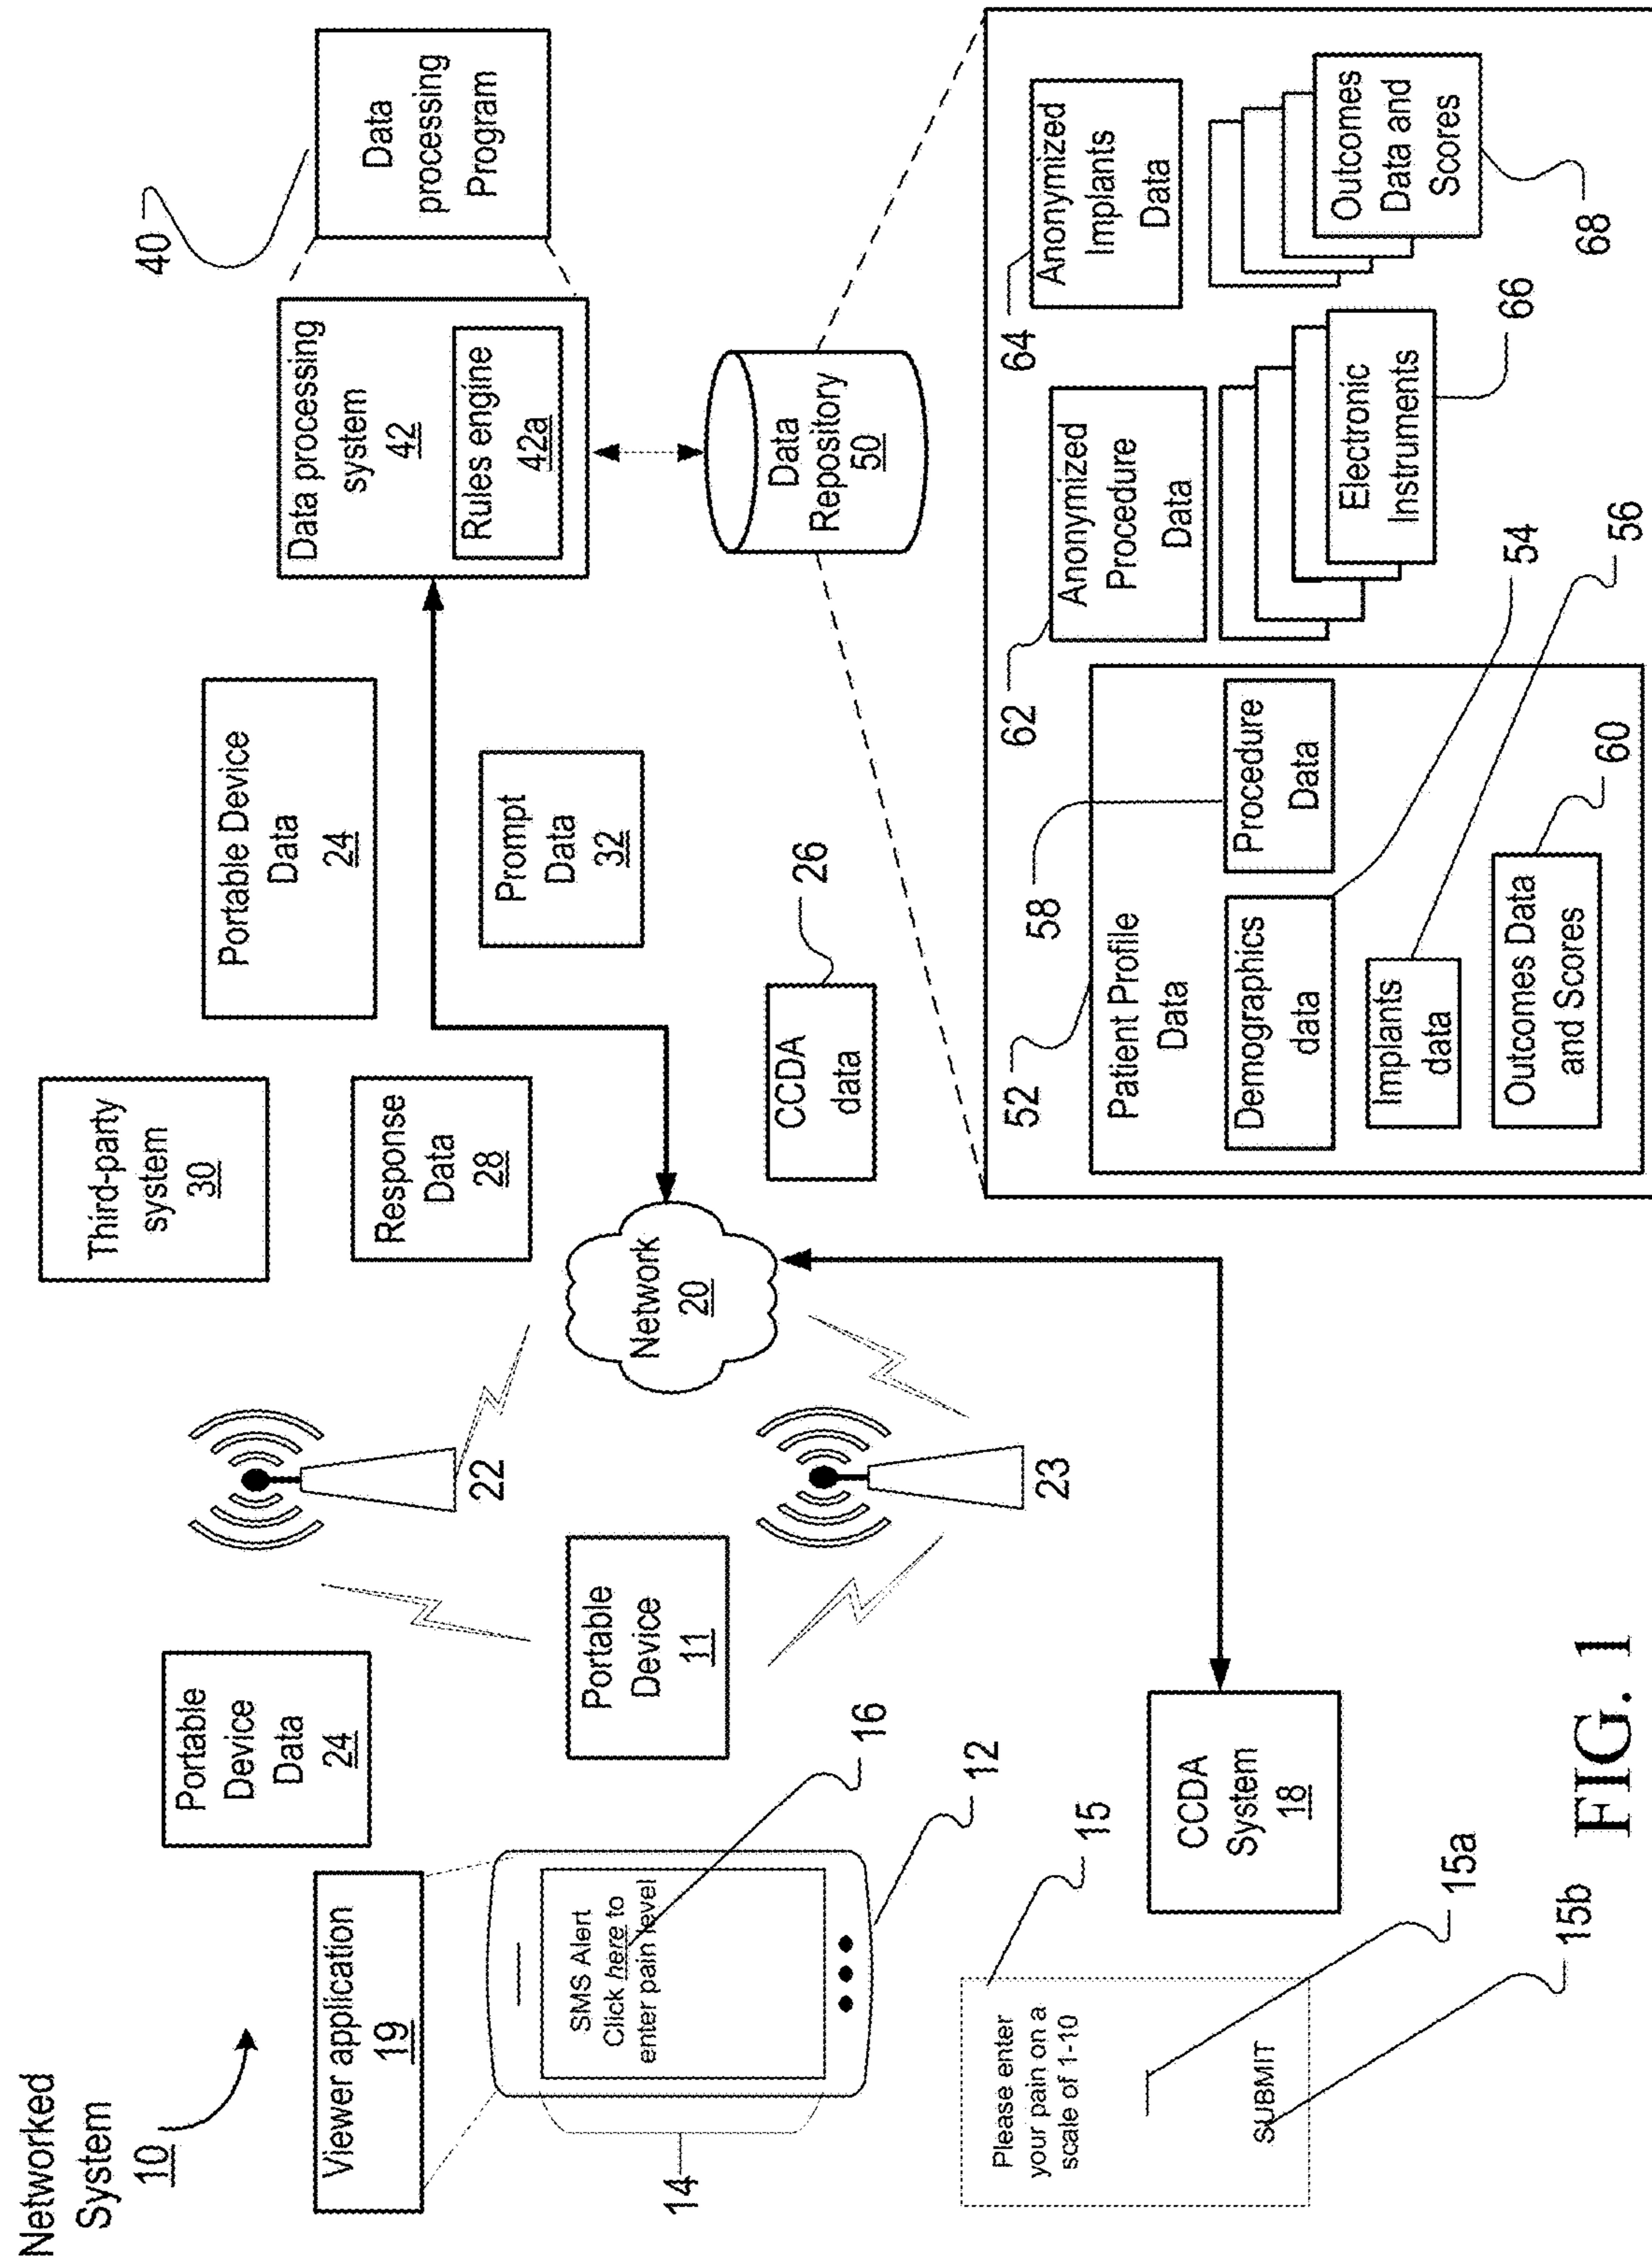 Networked
System
10
Viewer application
19
SMS Alert
Click here to
enter pain level
14
16
12
Please enter
your pain on a
scale of 1-10
SUBMIT
15
15a
15b
Portable
Device
Data
24
Portable
Device
11
CCDA
System
18
22
23
Network
20
Third-party
system
30
Response
Data
28
CCDA
data
26
Portable Device
Data
24
Prompt
Data
32
Data processing
system
42
Rules engine
42a
40
Data
processing
Program
Data
Repository
50
52
Patient Profile
Data
58
Procedure
Data
Demographics
data
54
Implants
data
56
Outcomes Data
and Scores
60
62
Anonymized
Procedure
Data
64
Anonymized
Implants
Data
Electronic
Instruments
66
Outcomes
Data and
Scores
68
FIG. 1